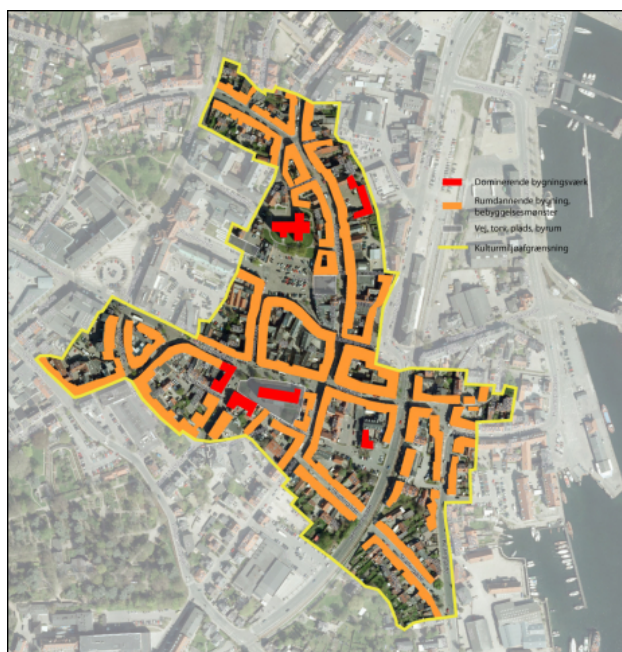 Dominerende bygningsværk
Rumdannende bygning,
bebyggelsesmønster
Vej, torv, plads, byrum
Kulturmiljøafgrænsning